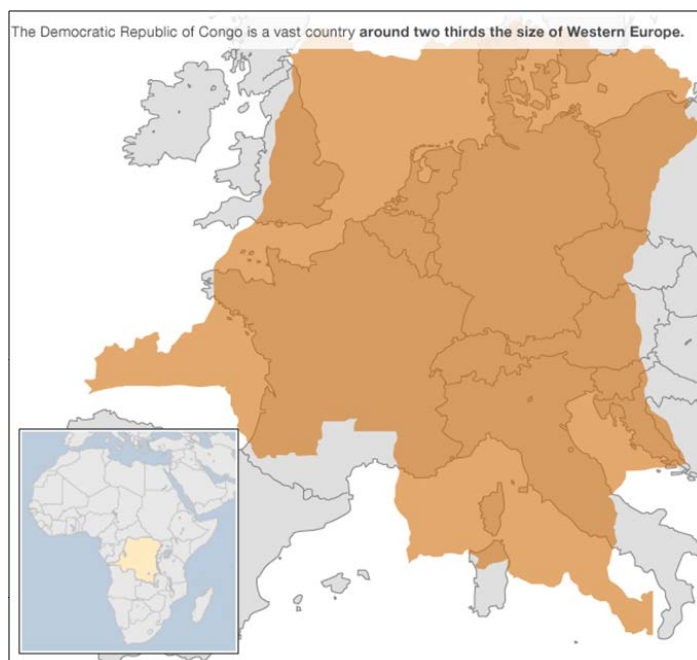 The Democratic Republic of Congo is a vast country around two thirds the size of Western Europe.